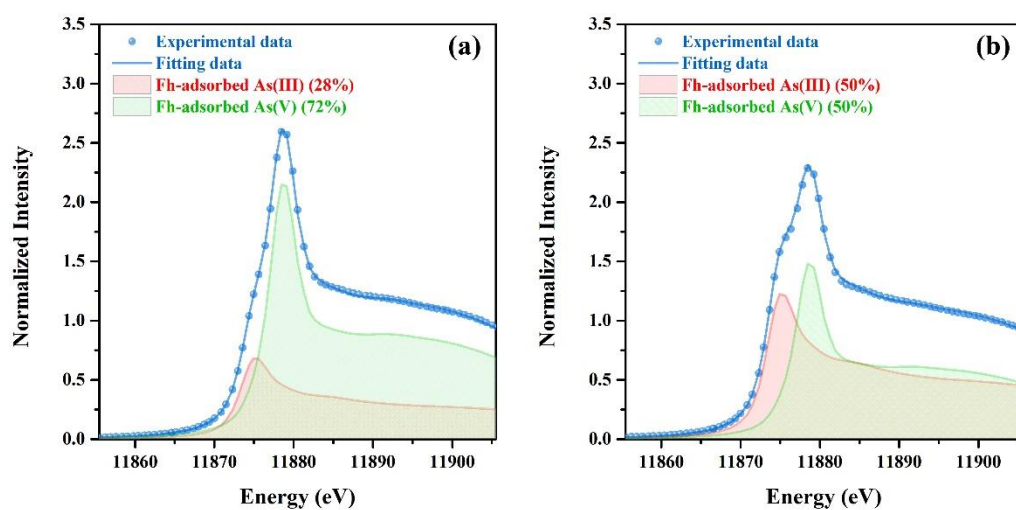 (a)
Experimental data
Fitting data
Fh-adsorbed As(III) (28%)
Fh-adsorbed As(V) (72%)
Normalized Intensity
3.5
3.0
2.5
2.0
1.5
1.0
0.5
0.0
11860 11870 11880 11890 11900
Energy (eV)
(b)
Experimental data
Fitting data
Fh-adsorbed As(III) (50%)
Fh-adsorbed As(V) (50%)
Normalized Intensity
3.5
3.0
2.5
2.0
1.5
1.0
0.5
0.0
11860 11870 11880 11890 11900
Energy (eV)